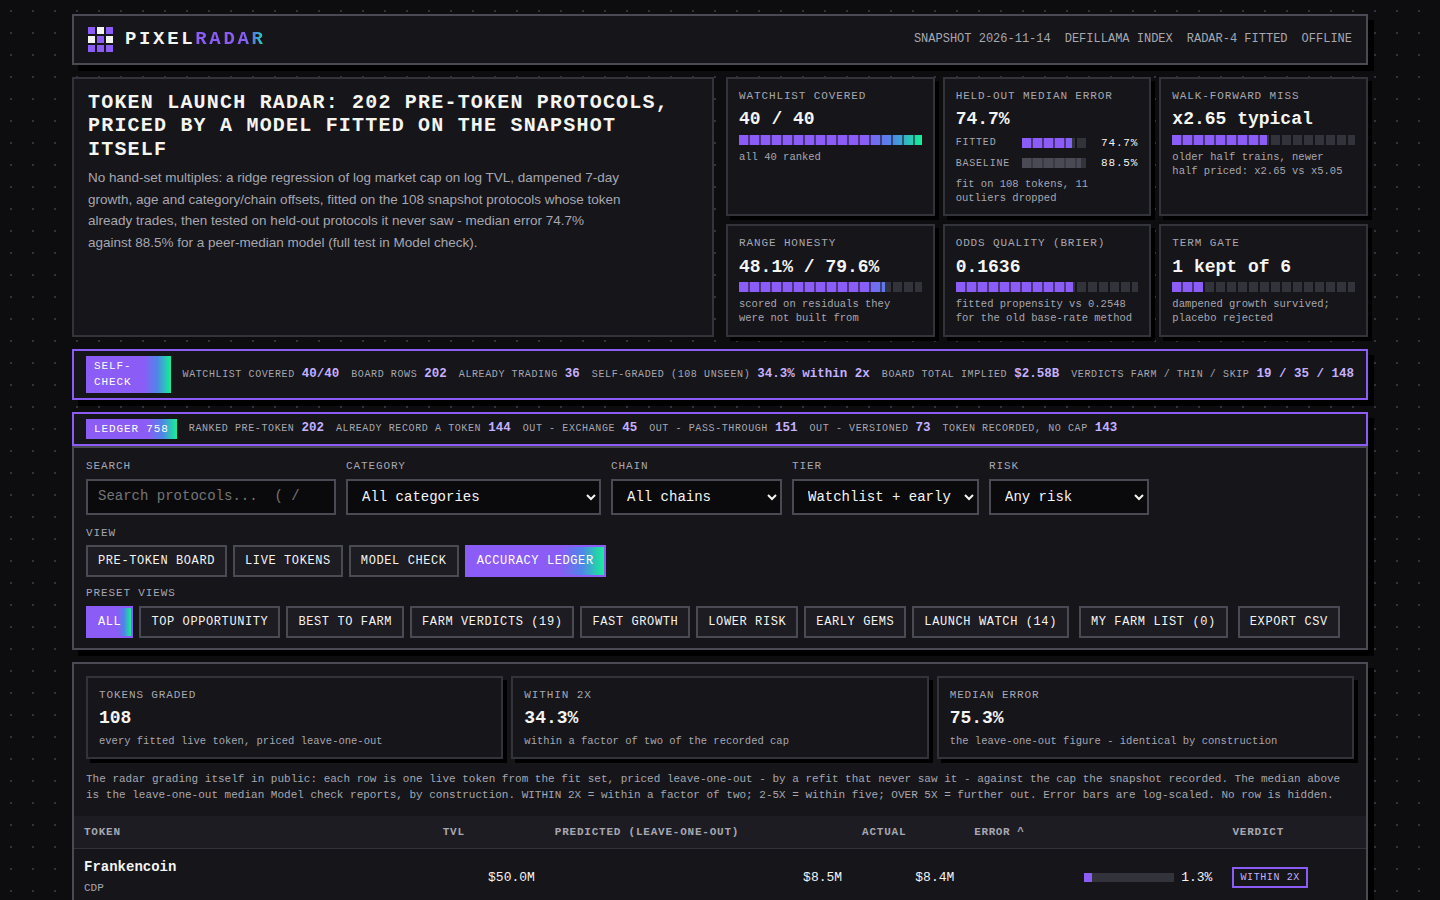 PIXELRADAR
SNAPSHOT 2026-11-14 DEFILLAMA INDEX RADAR-4 FITTED OFFLINE
TOKEN LAUNCH RADAR: 202 PRE-TOKEN PROTOCOLS,
PRICED BY A MODEL FITTED ON THE SNAPSHOT
ITSELF
No hand-set multiples: a ridge regression of log market cap on log TVL, dampened 7-day
growth, age and category/chain offsets, fitted on the 108 snapshot protocols whose token
already trades, then tested on held-out protocols it never saw - median error 74.7%
against 88.5% for a peer-median model (full test in Model check).
WATCHLIST COVERED
40 / 40
all 40 ranked
HELD-OUT MEDIAN ERROR
74.7%
FITTED 74.7%
BASELINE 88.5%
fit on 108 tokens, 11
outliers dropped
WALK-FORWARD MISS
x2.65 typical
older half trains, newer
half priced: x2.65 vs x5.05
RANGE HONESTY
48.1% / 79.6%
scored on residuals they
were not built from
ODDS QUALITY (BRIER)
0.1636
fitted propensity vs 0.2548
for the old base-rate method
TERM GATE
1 kept of 6
dampened growth survived;
placebo rejected
SELF-
CHECK
WATCHLIST COVERED 40/40 BOARD ROWS 202 ALREADY TRADING 36 SELF-GRADED (108 UNSEEN) 34.3% within 2x BOARD TOTAL IMPLIED $2.58B VERDICTS FARM / THIN / SKIP 19 / 35 / 148
LEDGER 758 RANKED PRE-TOKEN 202 ALREADY RECORD A TOKEN 144 OUT - EXCHANGE 45 OUT - PASS-THROUGH 151 OUT - VERSIONED 73 TOKEN RECORDED, NO CAP 143
SEARCH CATEGORY CHAIN TIER RISK
Search protocols... ( / All categories All chains Watchlist + early Any risk
VIEW
PRE-TOKEN BOARD LIVE TOKENS MODEL CHECK ACCURACY LEDGER
PRESET VIEWS
ALL TOP OPPORTUNITY BEST TO FARM FARM VERDICTS (19) FAST GROWTH LOWER RISK EARLY GEMS LAUNCH WATCH (14) MY FARM LIST (0) EXPORT CSV
TOKENS GRADED
108
every fitted live token, priced leave-one-out
WITHIN 2X
34.3%
within a factor of two of the recorded cap
MEDIAN ERROR
75.3%
the leave-one-out figure - identical by construction
The radar grading itself in public: each row is one live token from the fit set, priced leave-one-out - by a refit that never saw it - against the cap the snapshot recorded. The median above
is the leave-one-out median Model check reports, by construction. WITHIN 2X = within a factor of two; 2-5X = within five; OVER 5X = further out. Error bars are log-scaled. No row is hidden.
TOKEN TVL PREDICTED (LEAVE-ONE-OUT) ACTUAL ERROR ^ VERDICT
Frankencoin
CDP
$50.0M $8.5M $8.4M 1.3% WITHIN 2X